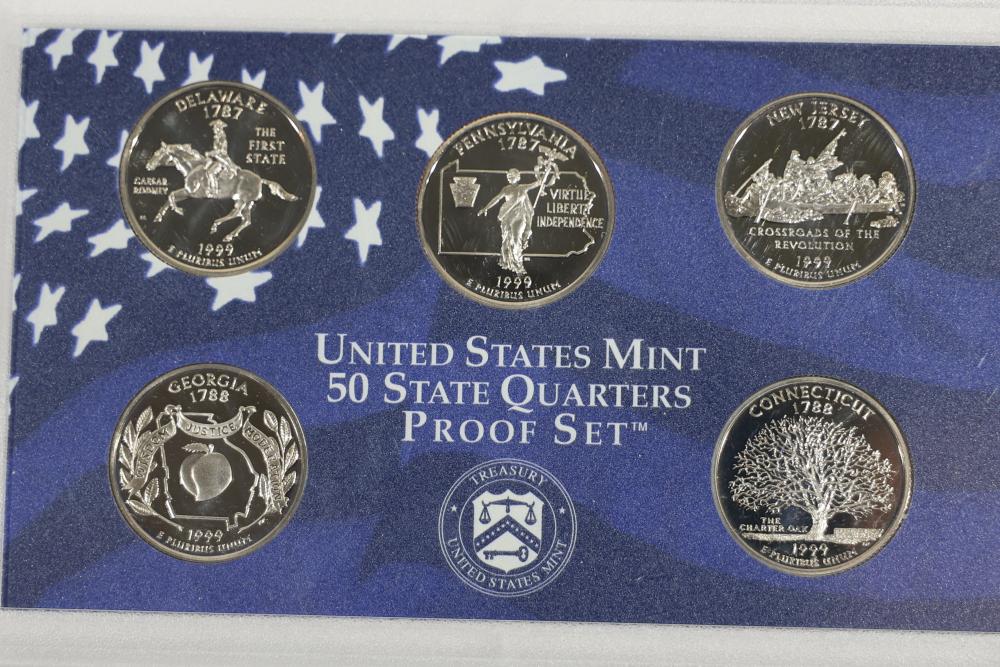 DELAWARE
1787
THE
FIRST
STATE
CAESAR
RODNEY
1999
E PLURIBUS UNUM
PENNSYLVANIA
1787
VIRTUE
LIBERTY
INDEPENDENCE
1999
E PLURIBUS UNUM
NEW JERSEY
1787
CROSSROADS OF THE
REVOLUTION
1999
E PLURIBUS UNUM
UNITED STATES MINT
50 STATE QUARTERS
PROOF SET™
GEORGIA
1788
WISDOM JUSTICE MODERATION
1999
E PLURIBUS UNUM
TREASURY
UNITED STATES MINT
CONNECTICUT
1788
THE
CHARTER OAK
1999
E PLURIBUS UNUM